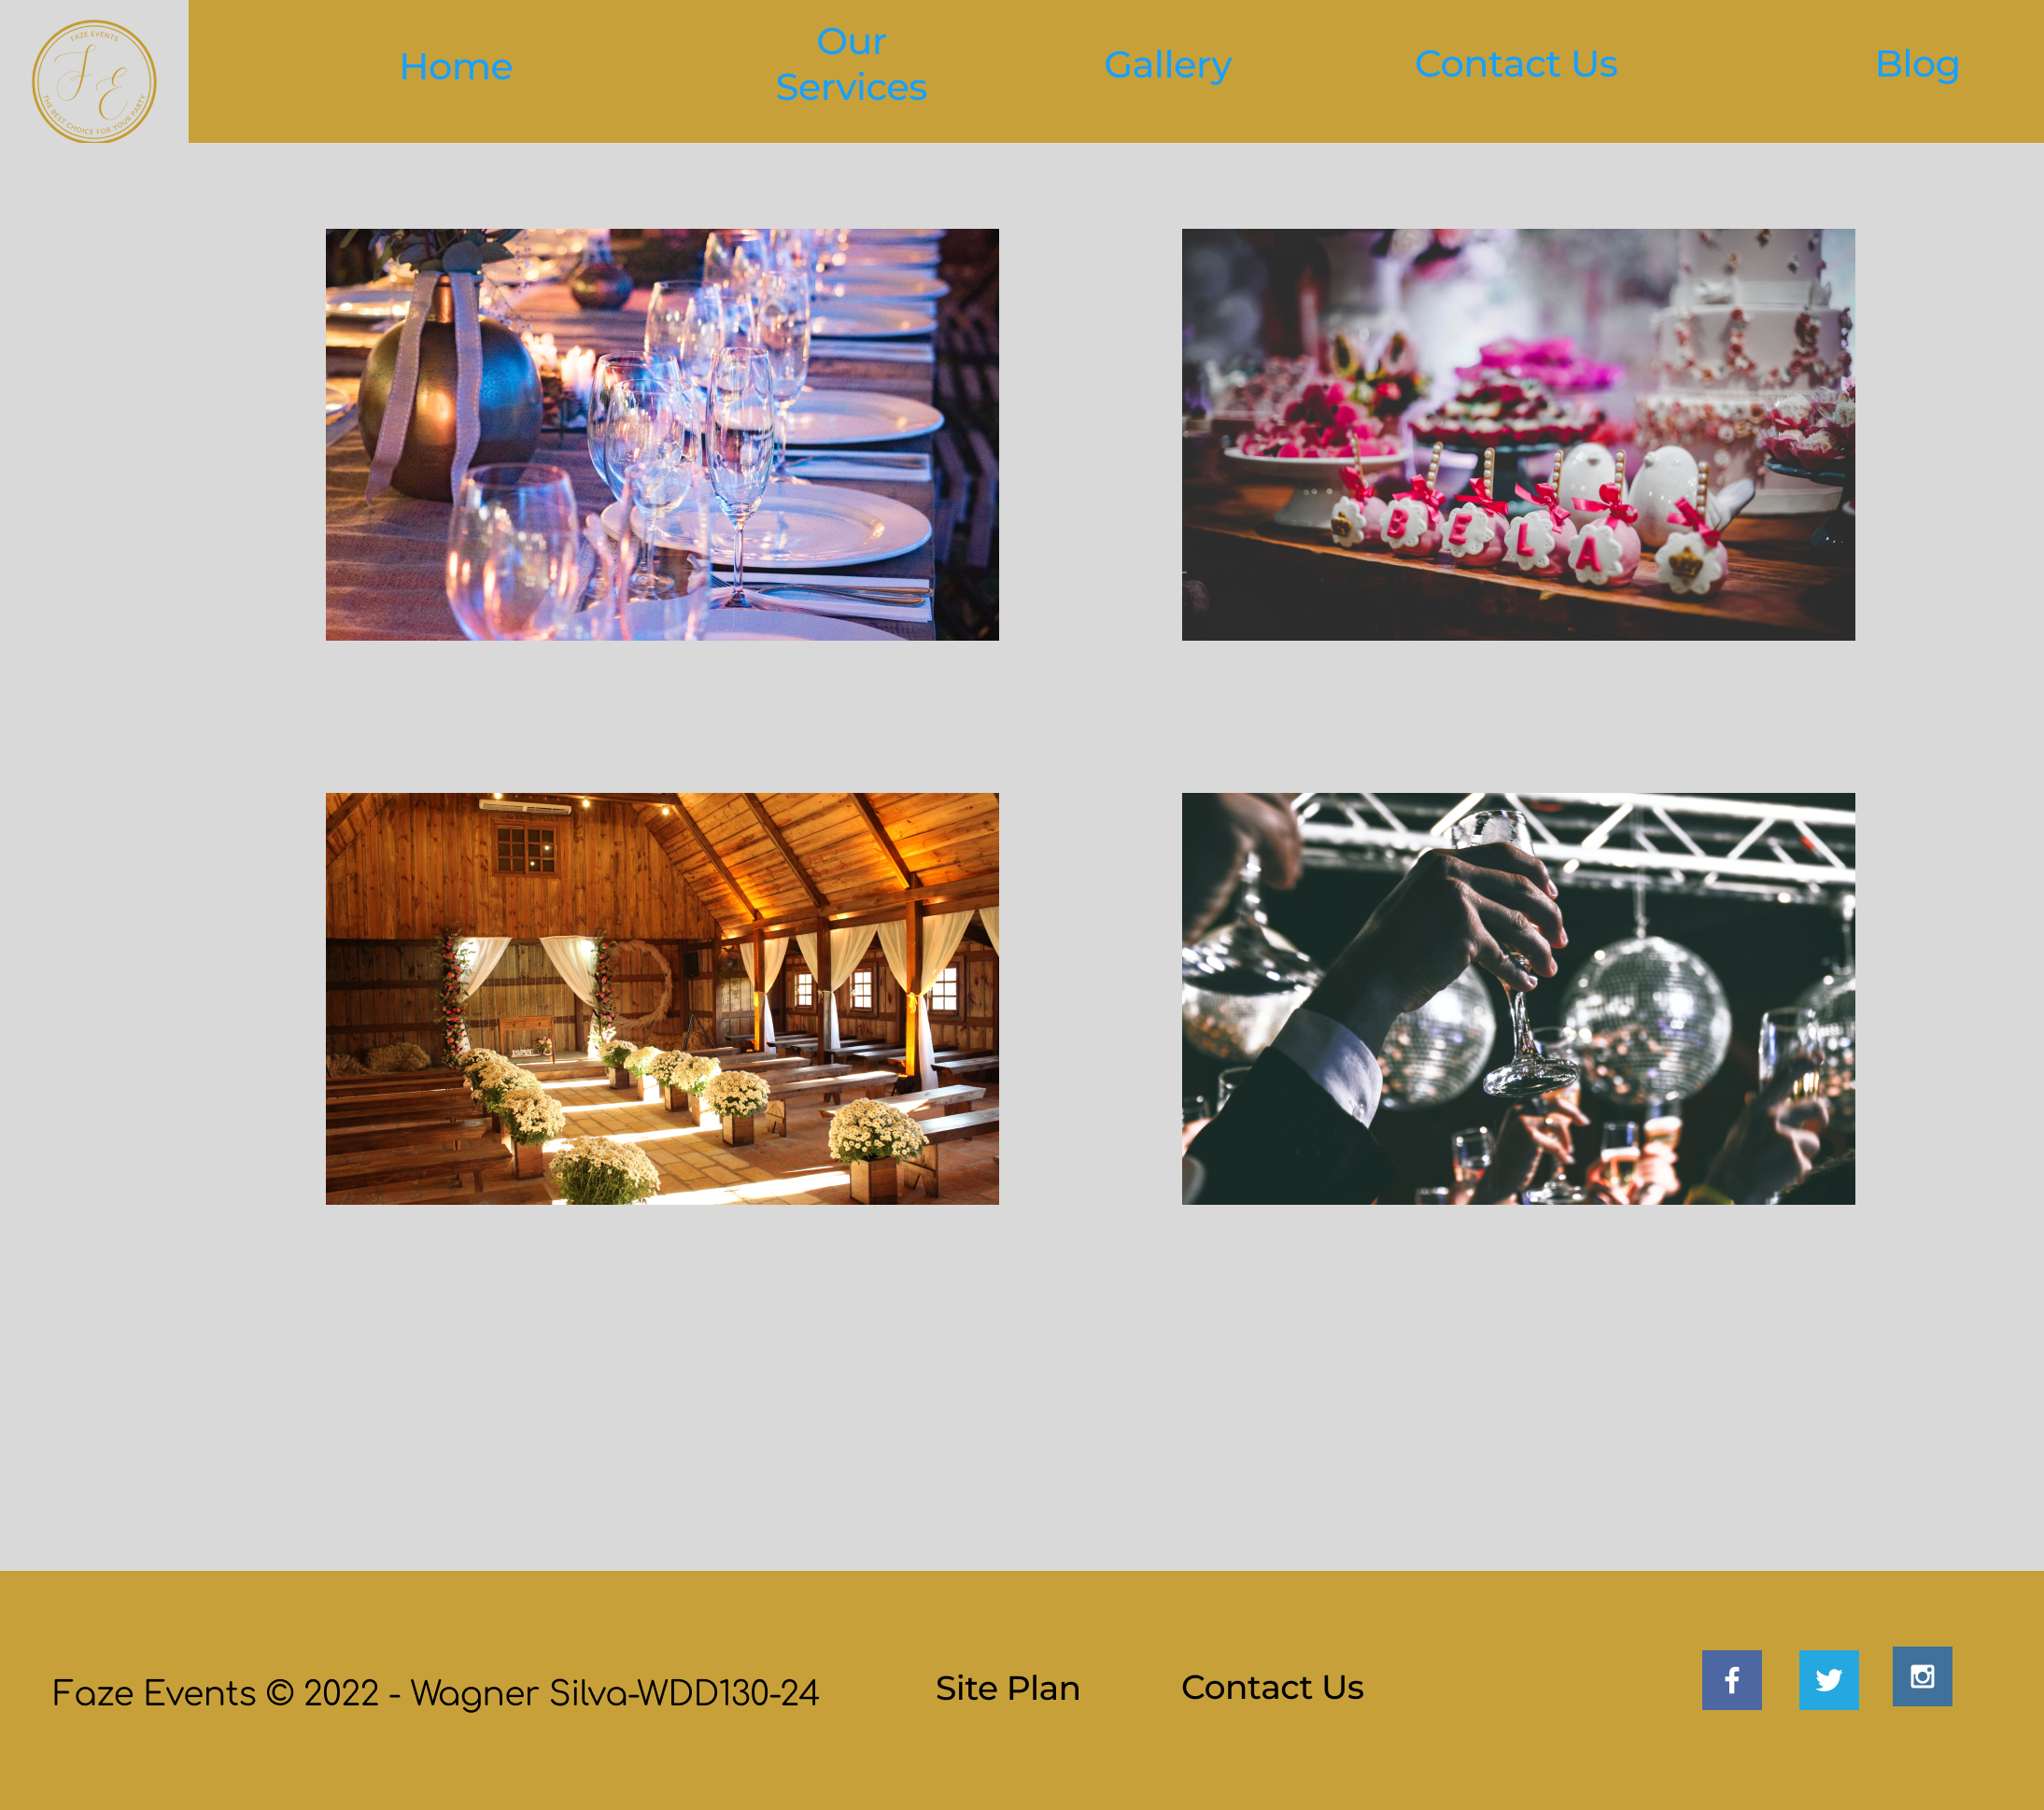 FAZE EVENTS
F E
THE BEST CHOICE FOR YOUR PARTY
Home
Our
Services
Gallery
Contact Us
Blog
BELA
Faze Events © 2022 - Wagner Silva-WDD130-24
Site Plan
Contact Us
f